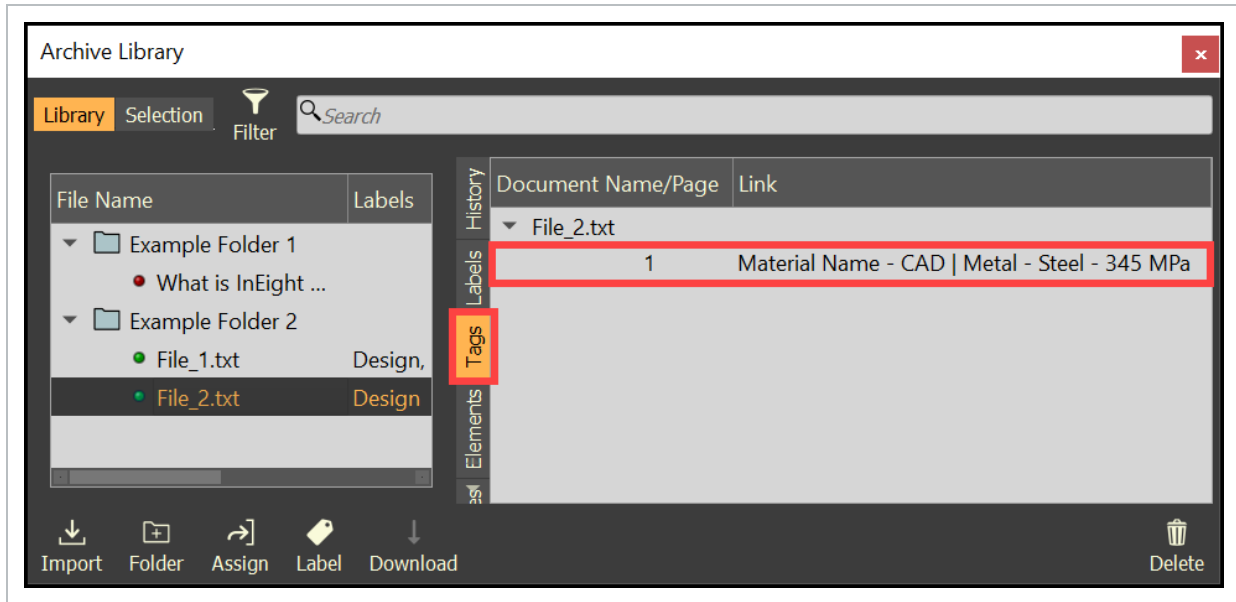 Archive Library
Library Selection Filter Search
File Name Labels
Example Folder 1
What is InEight ...
Example Folder 2
File_1.txt Design,
File_2.txt Design
History
Labels
Tags
Elements
Document Name/Page Link
File_2.txt
1 Material Name - CAD | Metal - Steel - 345 MPa
Import Folder Assign Label Download Delete